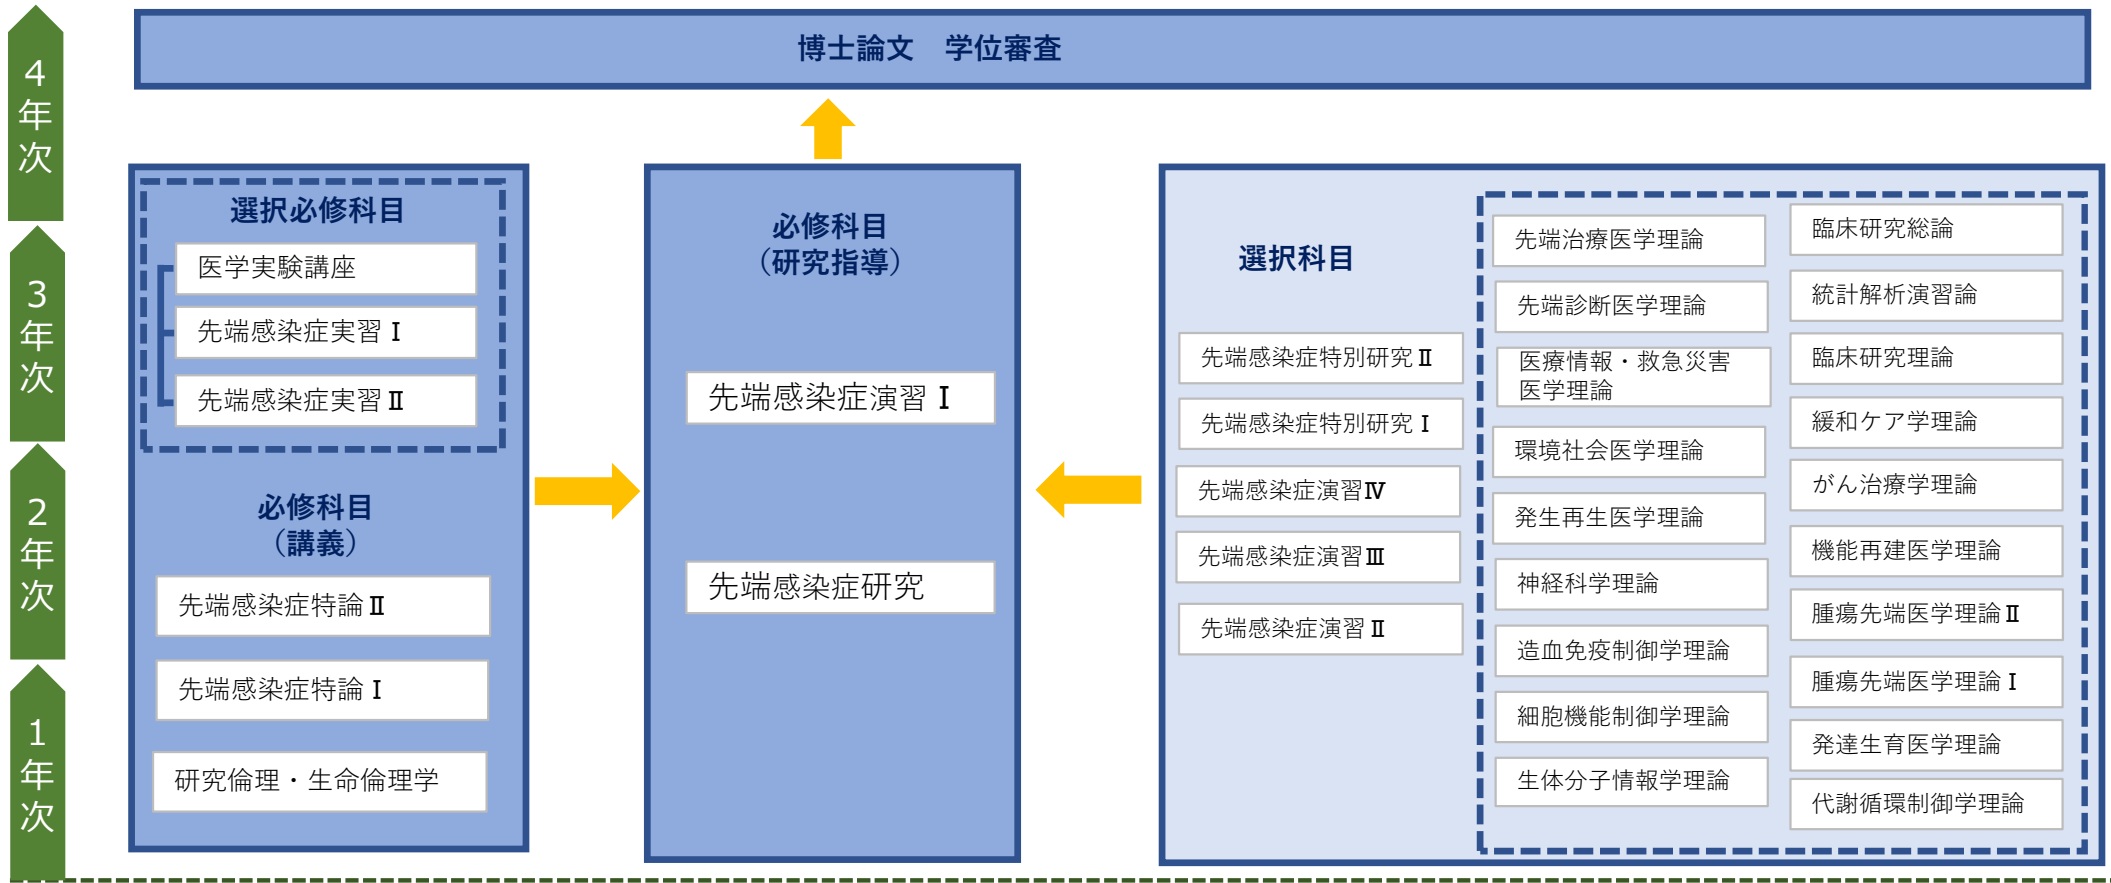 博士論文　学位審査
4
年
次
3
年
次
2
年
次
1
年
次
選択必修科目
医学実験講座
先端感染症実習Ⅰ
先端感染症実習Ⅱ
必修科目
（講義）
先端感染症特論Ⅱ
先端感染症特論Ⅰ
研究倫理・生命倫理学
必修科目
（研究指導）
先端感染症演習Ⅰ
先端感染症研究
選択科目
先端感染症特別研究Ⅱ
先端感染症特別研究Ⅰ
先端感染症演習Ⅳ
先端感染症演習Ⅲ
先端感染症演習Ⅱ
先端治療医学理論
先端診断医学理論
医療情報・救急災害
医学理論
環境社会医学理論
発生再生医学理論
神経科学理論
造血免疫制御学理論
細胞機能制御学理論
生体分子情報学理論
臨床研究総論
統計解析演習論
臨床研究理論
緩和ケア学理論
がん治療学理論
機能再建医学理論
腫瘍先端医学理論Ⅱ
腫瘍先端医学理論Ⅰ
発達生育医学理論
代謝循環制御学理論